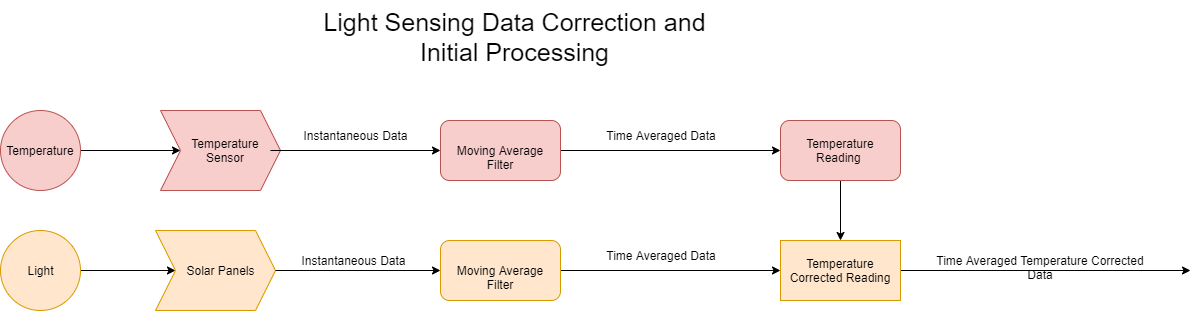 Light Sensing Data Correction and
Initial Processing
Temperature
Temperature
Sensor
Instantaneous Data
Moving Average
Filter
Time Averaged Data
Temperature
Reading
Light
Solar Panels
Instantaneous Data
Moving Average
Filter
Time Averaged Data
Temperature
Corrected Reading
Time Averaged Temperature Corrected
Data